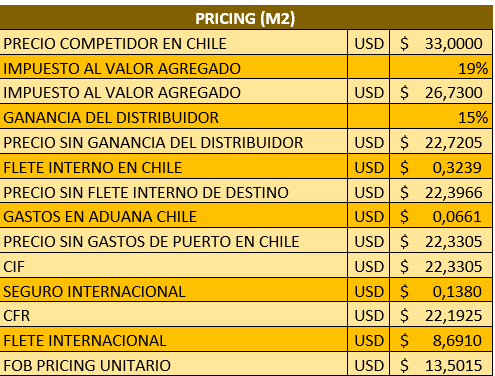 PRICING (M2)
PRECIO COMPETIDOR EN CHILE USD $ 33,0000
IMPUESTO AL VALOR AGREGADO 19%
IMPUESTO AL VALOR AGREGADO USD $ 26,7300
GANANCIA DEL DISTRIBUIDOR 15%
PRECIO SIN GANANCIA DEL DISTRIBUIDOR USD $ 22,7205
FLETE INTERNO EN CHILE USD $ 0,3239
PRECIO SIN FLETE INTERNO DE DESTINO USD $ 22,3966
GASTOS EN ADUANA CHILE USD $ 0,0661
PRECIO SIN GASTOS DE PUERTO EN CHILE USD $ 22,3305
CIF USD $ 22,3305
SEGURO INTERNACIONAL USD $ 0,1380
CFR USD $ 22,1925
FLETE INTERNACIONAL USD $ 8,6910
FOB PRICING UNITARIO USD $ 13,5015